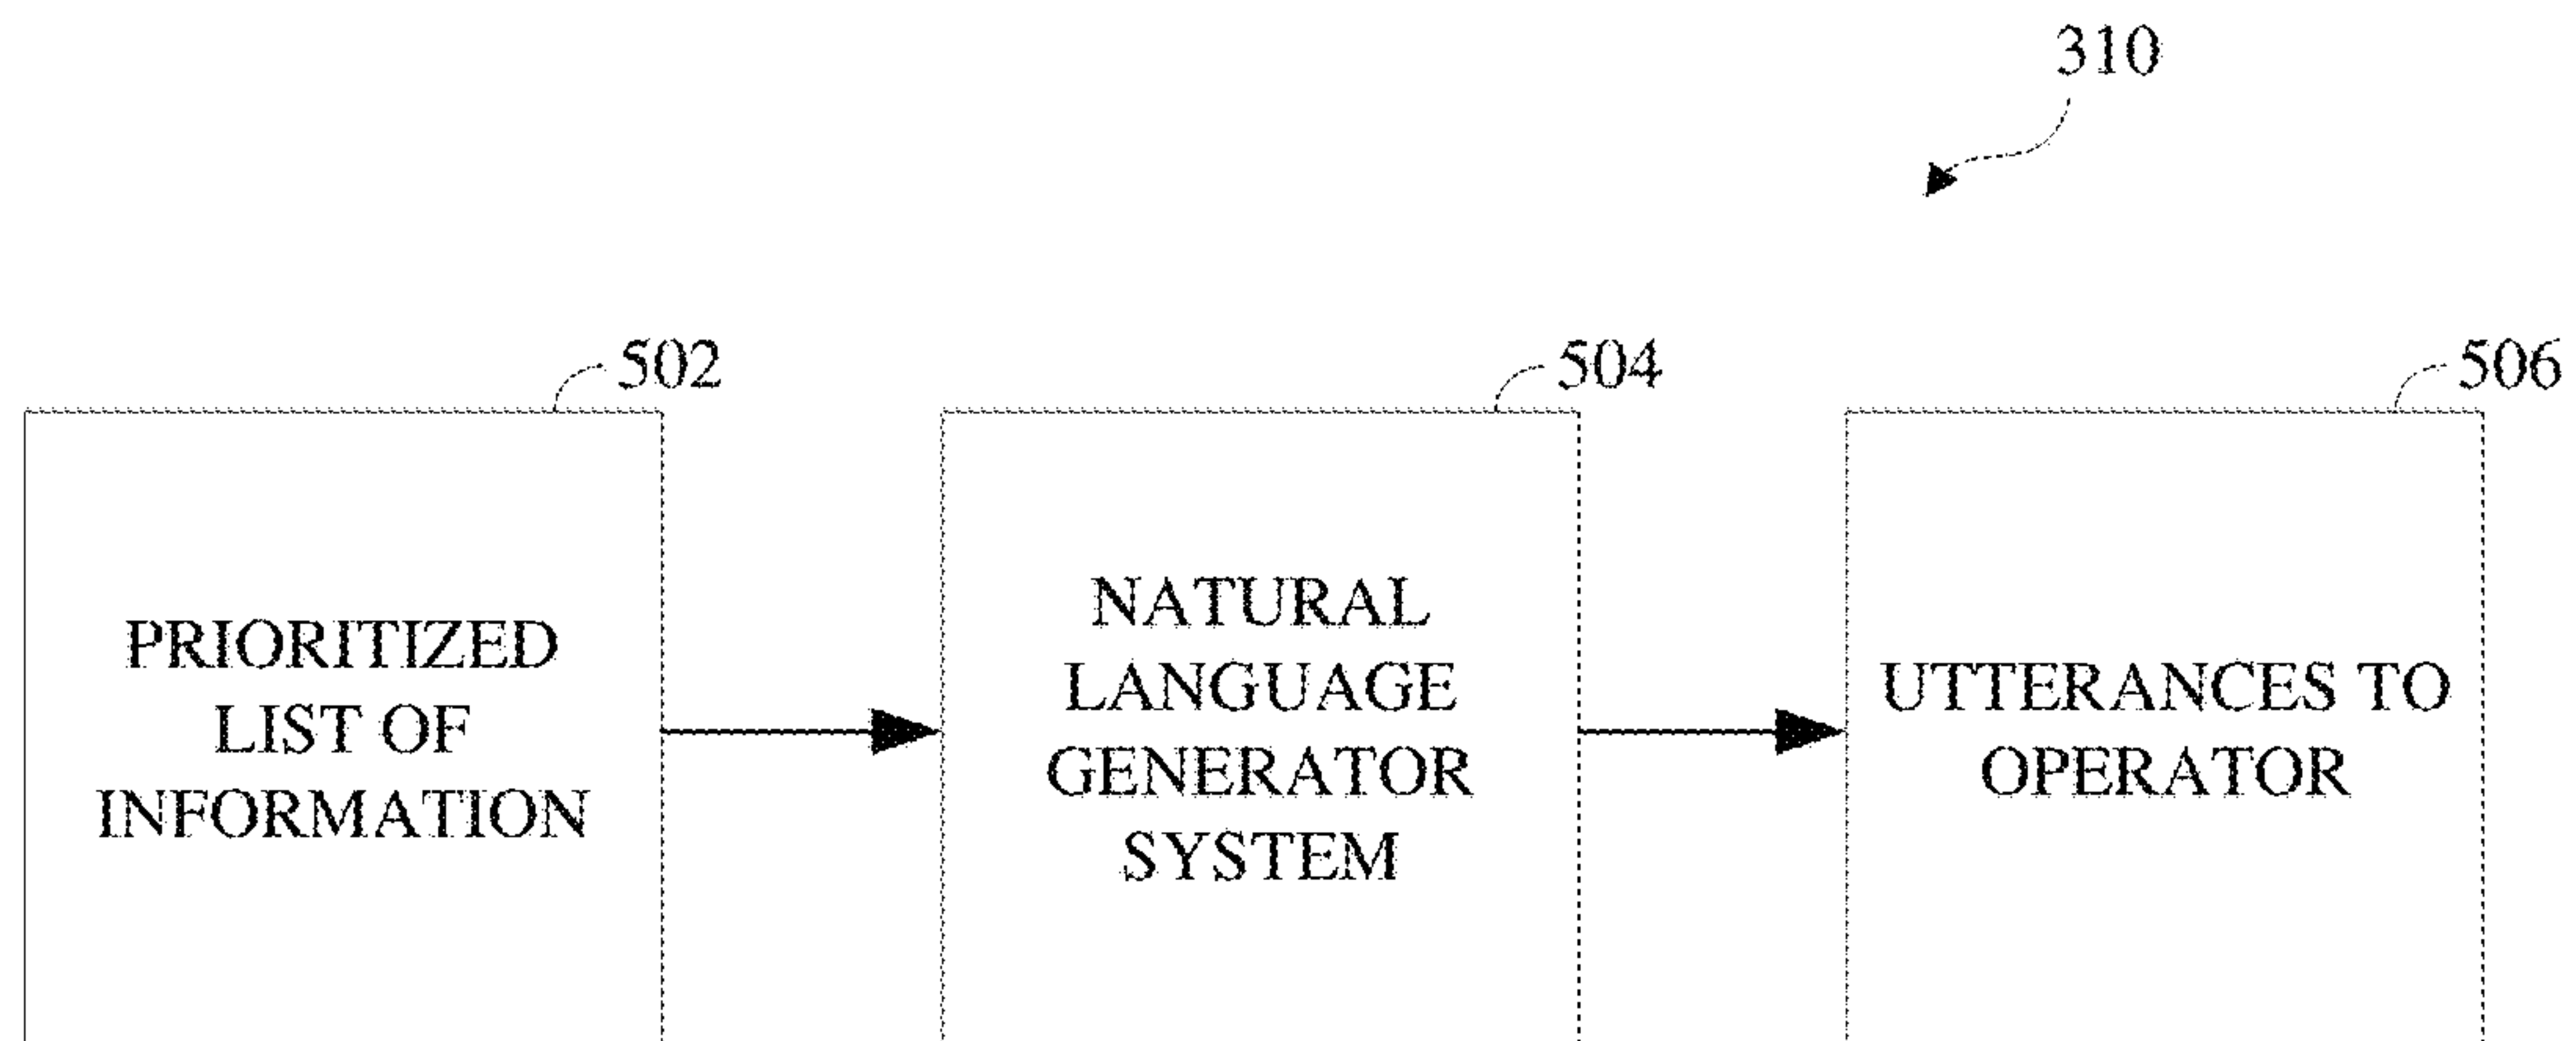 310
502
504
506
PRIORITIZED
LIST OF
INFORMATION
NATURAL
LANGUAGE
GENERATOR
SYSTEM
UTTERANCES TO
OPERATOR